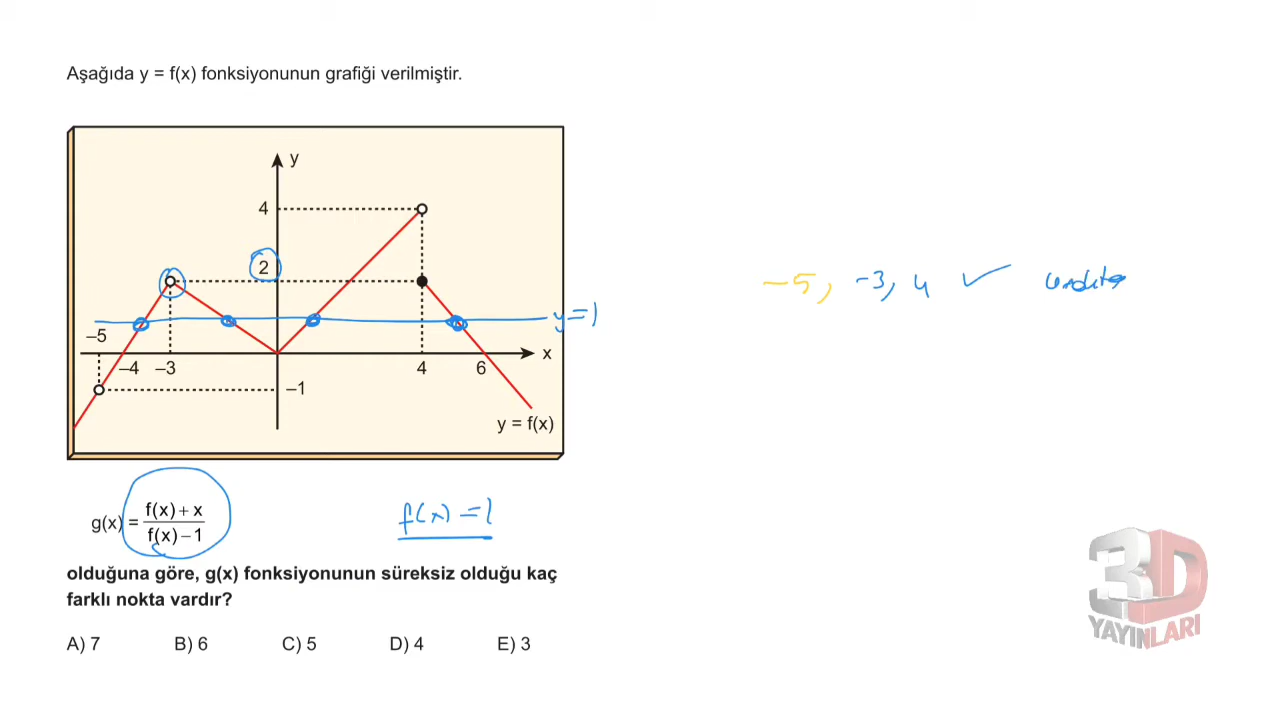 Aşağıda y = f(x) fonksiyonunun grafiği verilmiştir.
y
4
2
y=1
–5
x
–4 –3 4 6
–1
y = f(x)
–5, –3, 4 ✓
g(x) = f(x) + x / f(x) – 1
f(x) = 1
olduğuna göre, g(x) fonksiyonunun süreksiz olduğu kaç
farklı nokta vardır?
A) 7 B) 6 C) 5 D) 4 E) 3
3D
YAYINLARI